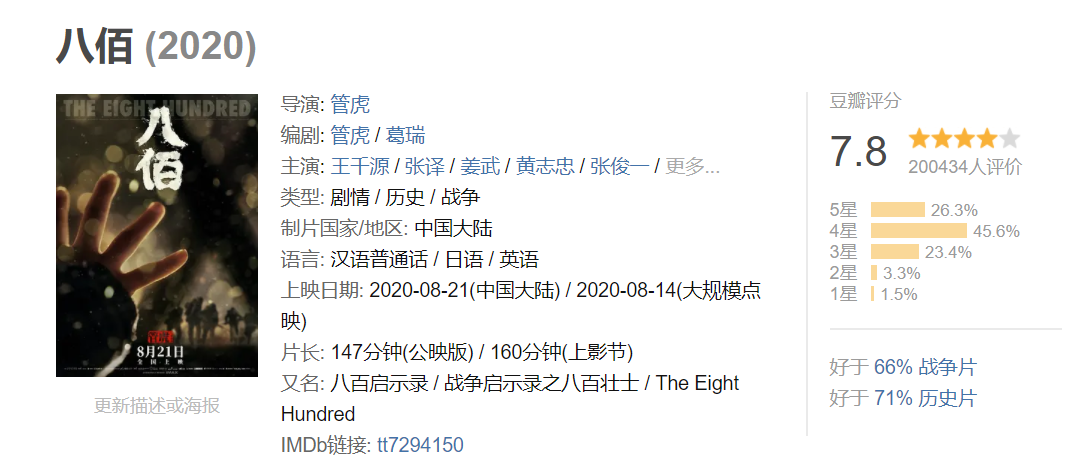 八佰 (2020)
THE EIGHT HUNDRED
八
佰
8月21日
全国上映
更新描述或海报
导演: 管虎
编剧: 管虎 / 葛瑞
主演: 王千源 / 张译 / 姜武 / 黄志忠 / 张俊一 / 更多...
类型: 剧情 / 历史 / 战争
制片国家/地区: 中国大陆
语言: 汉语普通话 / 日语 / 英语
上映日期: 2020-08-21(中国大陆) / 2020-08-14(大规模点
映)
片长: 147分钟(公映版) / 160分钟(上影节)
又名: 八百启示录 / 战争启示录之八百壮士 / The Eight
Hundred
IMDb链接: tt7294150
豆瓣评分
7.8
200434人评价
5星 26.3%
4星 45.6%
3星 23.4%
2星 3.3%
1星 1.5%
好于 66% 战争片
好于 71% 历史片